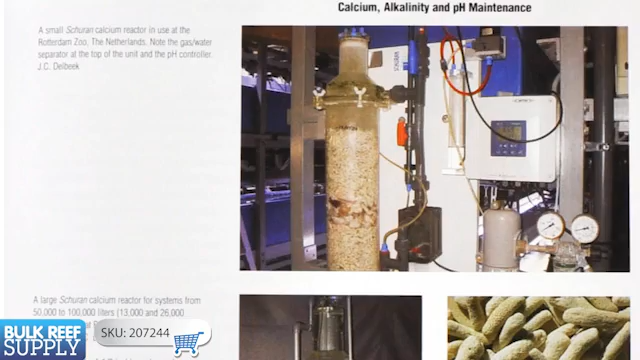 Calcium, Alkalinity and pH Maintenance
A small Schuran calcium reactor in use at the
Rotterdam Zoo, The Netherlands. Note the gas/water
separator at the top of the unit and the pH controller.
J.C. Delbeek.
A large Schuran calcium reactor for systems from
50,000 to 100,000 liters (13,000 and 26,000
BULK REEF
SUPPLY
SKU: 207244